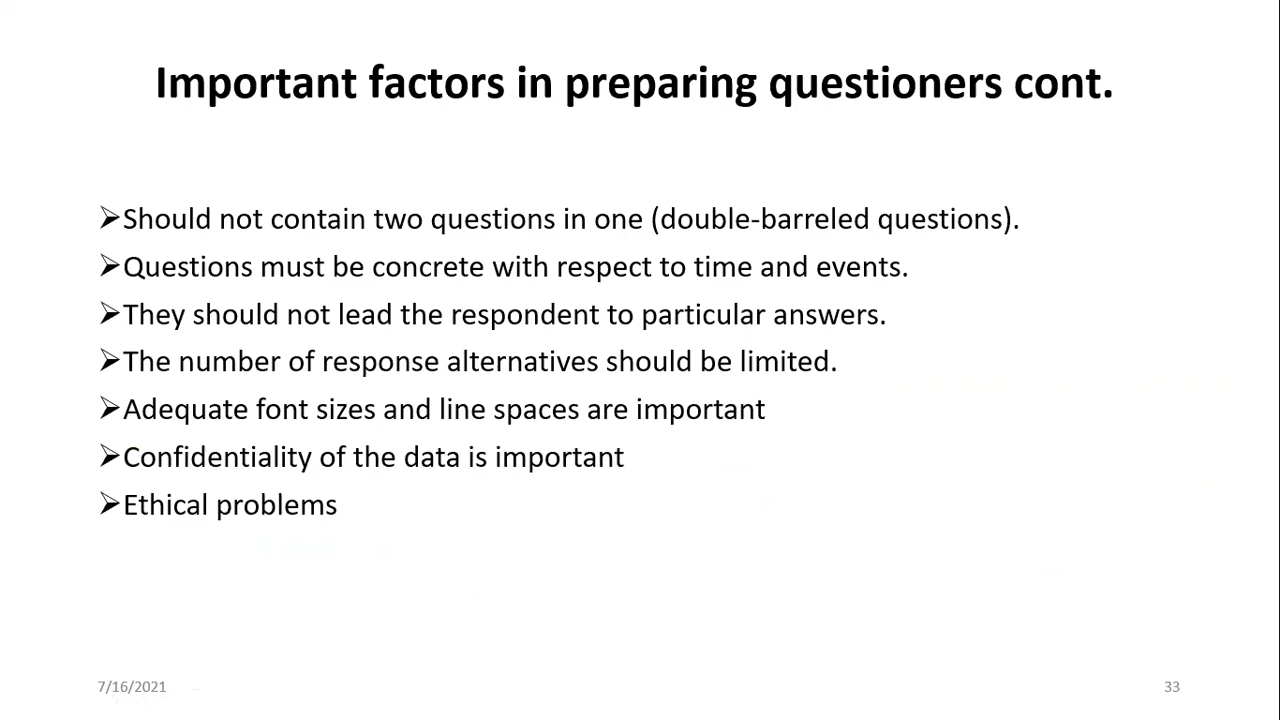 Important factors in preparing questioners cont.
➢Should not contain two questions in one (double-barreled questions).
➢Questions must be concrete with respect to time and events.
➢They should not lead the respondent to particular answers.
➢The number of response alternatives should be limited.
➢Adequate font sizes and line spaces are important
➢Confidentiality of the data is important
➢Ethical problems
7/16/2021
33